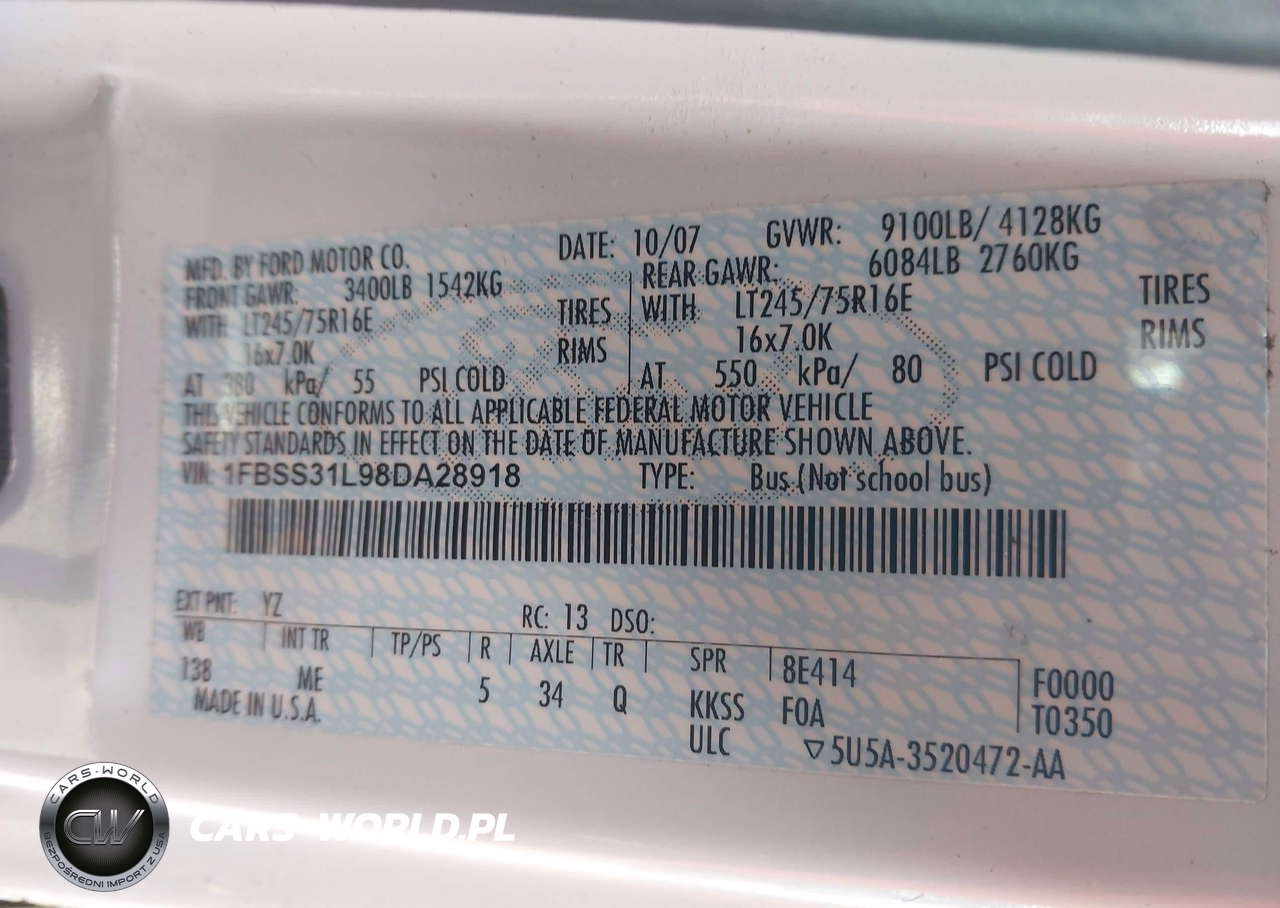 DATE: 10/07 GVWR: 9100LB/ 4128KG
MFD. BY FORD MOTOR CO.
FRONT GAWR: 3400LB 1542KG
REAR GAWR: 6084LB 2760KG
WITH LT245/75R16E TIRES
WITH LT245/75R16E TIRES
16x7.0K RIMS
16x7.0K RIMS
AT 380 kPa/ 55 PSI COLD
AT 550 kPa/ 80 PSI COLD
THIS VEHICLE CONFORMS TO ALL APPLICABLE FEDERAL MOTOR VEHICLE
SAFETY STANDARDS IN EFFECT ON THE DATE OF MANUFACTURE SHOWN ABOVE.
VIN: 1FBSS31L98DA28918 TYPE: Bus (Not school bus)
EXT PNT: YZ RC: 13 DSO:
WB INT TR TP/PS R AXLE TR SPR 8E414 F0000
138 ME 5 34 Q KKSS F0A T0350
MADE IN U.S.A. ULC ▽5U5A-3520472-AA
CARS-WORLD
CW
BEZPOŚREDNI IMPORT Z USA
CARS-WORLD.PL